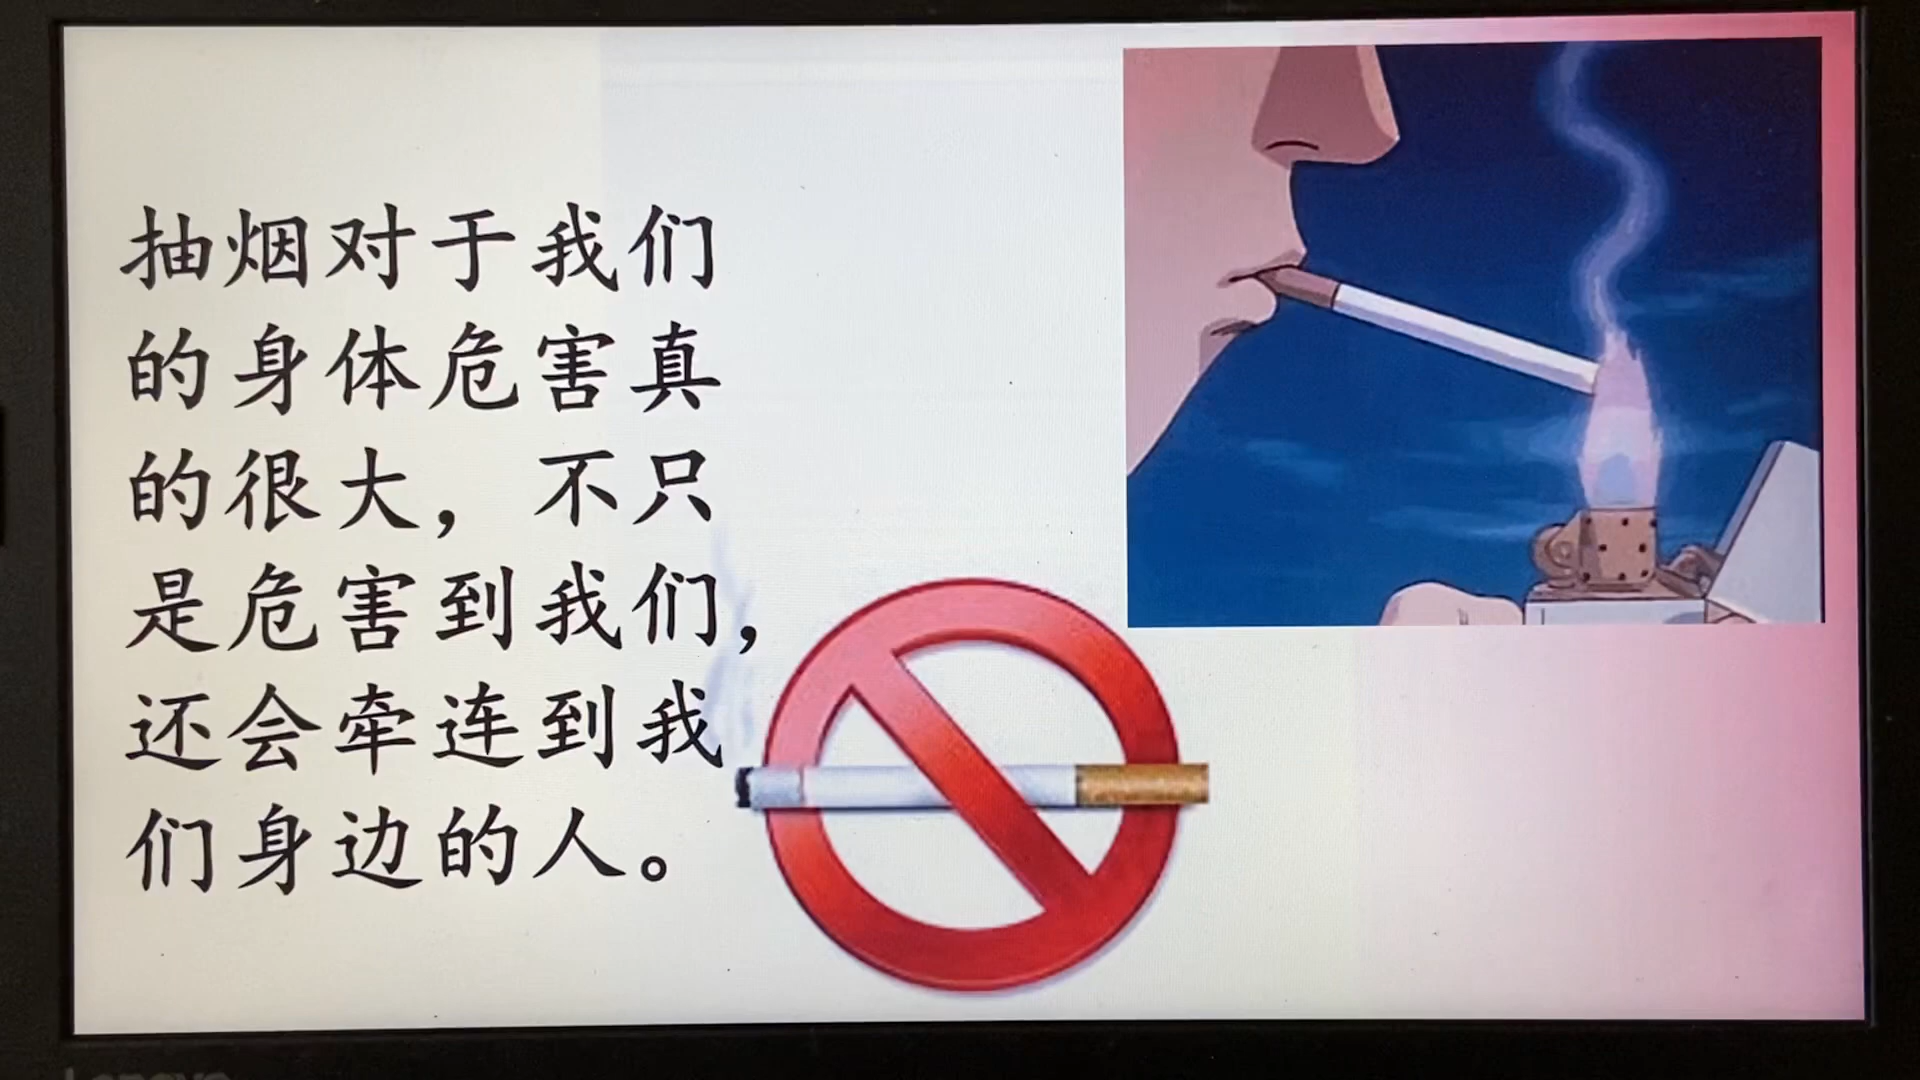 抽烟对于我们
的身体危害真
的很大，不只
是危害到我们，
还会牵连到我
们身边的人。